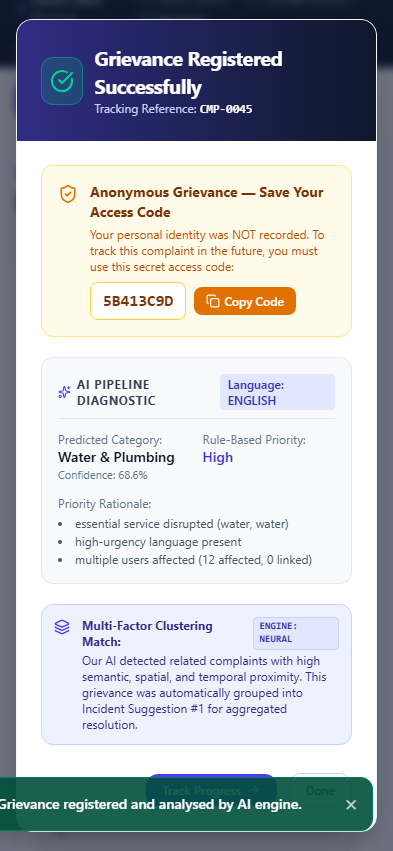 Grievance Registered
Successfully
Tracking Reference: CMP-0045
Anonymous Grievance — Save Your
Access Code
Your personal identity was NOT recorded. To
track this complaint in the future, you must
use this secret access code:
5B413C9D
Copy Code
AI PIPELINE
DIAGNOSTIC
Language:
ENGLISH
Predicted Category:
Water & Plumbing
Confidence: 68.6%
Rule-Based Priority:
High
Priority Rationale:
• essential service disrupted (water, water)
• high-urgency language present
• multiple users affected (12 affected, 0 linked)
Multi-Factor Clustering
Match:
ENGINE:
NEURAL
Our AI detected related complaints with high
semantic, spatial, and temporal proximity. This
grievance was automatically grouped into
Incident Suggestion #1 for aggregated
resolution.
Track Progress →
Done
Grievance registered and analysed by AI engine.